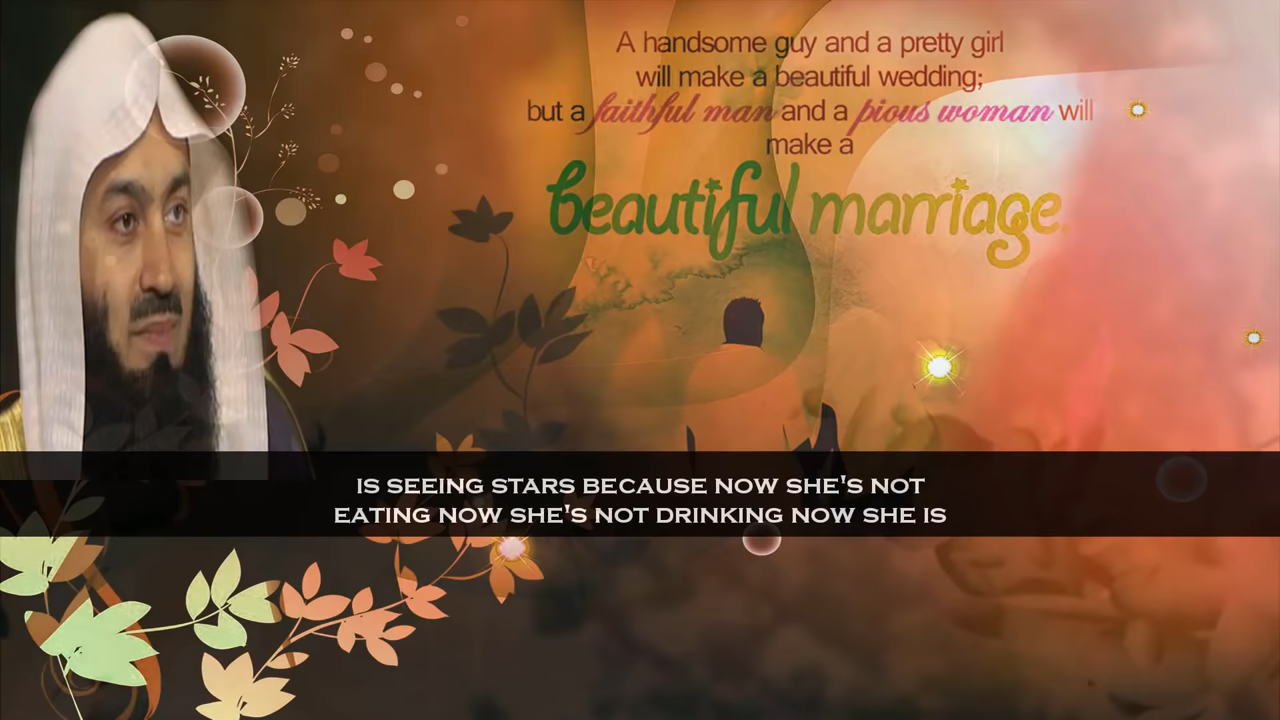 A handsome guy and a pretty girl
will make a beautiful wedding;
but a faithful man and a pious woman will
make a
beautiful marriage.
IS SEEING STARS BECAUSE NOW SHE'S NOT
EATING NOW SHE'S NOT DRINKING NOW SHE IS